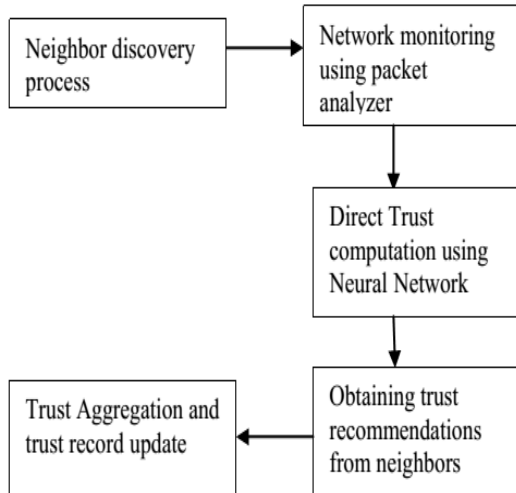 Neighbor discovery
process
Network monitoring
using packet
analyzer
Direct Trust
computation using
Neural Network
Obtaining trust
recommendations
from neighbors
Trust Aggregation and
trust record update